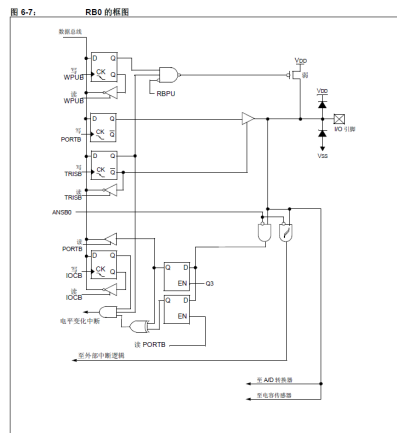 图 6-7： RB0 的框图
数据总线
D Q
写
WPUB
CK Q
读
WPUB
RBPU
VDD
弱
VDD
I/O 引脚
VSS
D Q
写
PORTB
CK Q
D Q
写
TRISB
CK Q
读
TRISB
ANSB0
读
PORTB
D Q
写
IOCB
CK Q
读
IOCB
Q D
EN
Q3
Q D
EN
电平变化中断
读 PORTB
至外部中断逻辑
至 A/D 转换器
至电容传感器